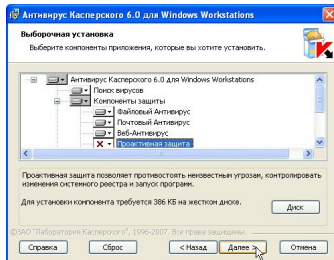 Антивирус Касперского 6.0 для Windows Workstations
Выборочная установка
Выберите компоненты приложения, которые вы хотите установить.
Антивирус Касперского 6.0 для Windows Workstations
Поиск вирусов
Компоненты защиты
Файловый Антивирус
Почтовый Антивирус
Веб-Антивирус
Проактивная защита
Проактивная защита позволяет противостоять неизвестным угрозам, контролировать
изменения системного реестра и запуск программ.
Для установки компонента требуется 386 КБ на жестком диске.
Диск
©ЗАО "Лаборатория Касперского", 1996-2007. Все права защищены.
Справка
Сброс
< Назад
Далее >
Отмена